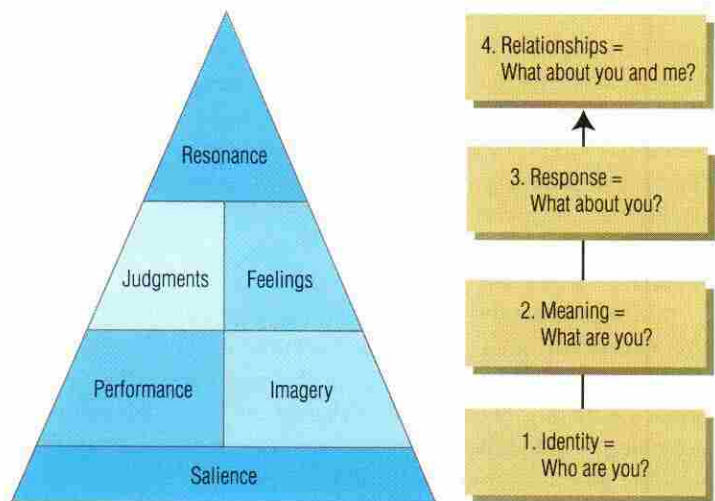 Resonance
Judgments
Feelings
Performance
Imagery
Salience
4. Relationships =
What about you and me?
3. Response =
What about you?
2. Meaning =
What are you?
1. Identity =
Who are you?